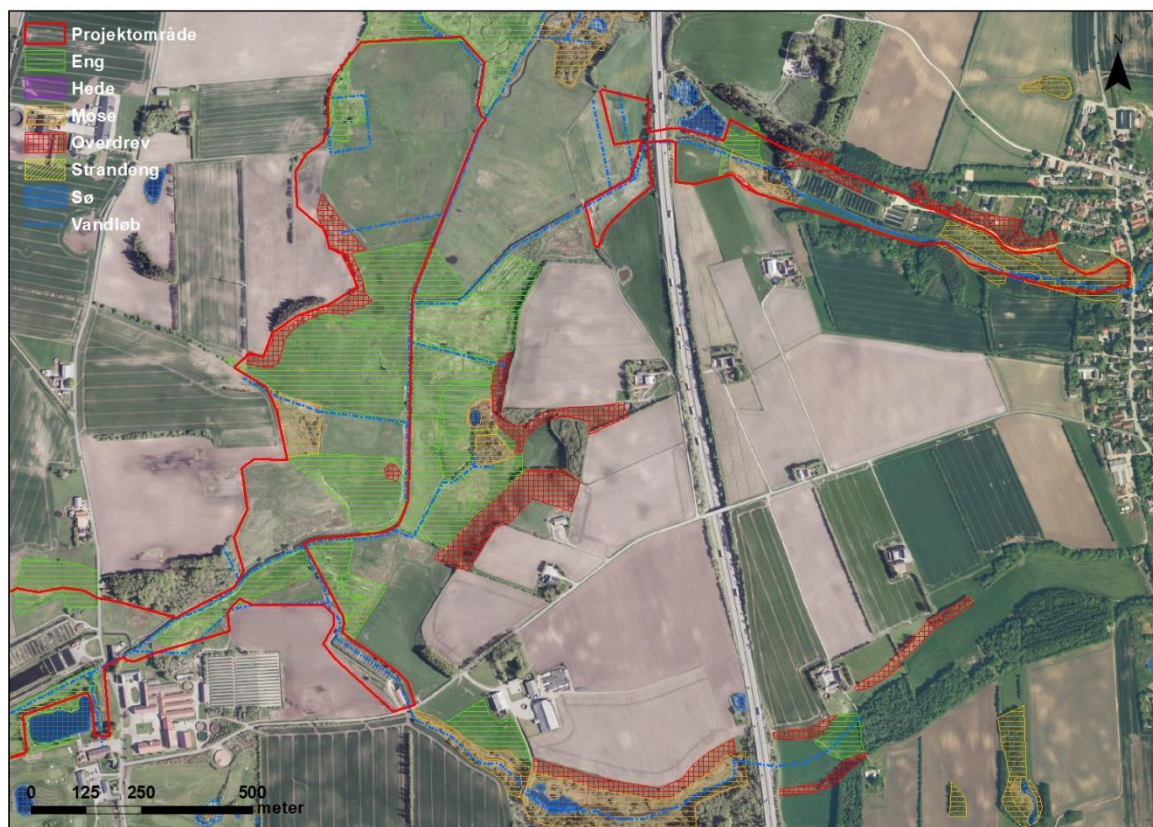 Projektområde
Eng
Hede
Mose
Overdrev
Strandeng
Sø
Vandløb
N
0 125 250 500
meter